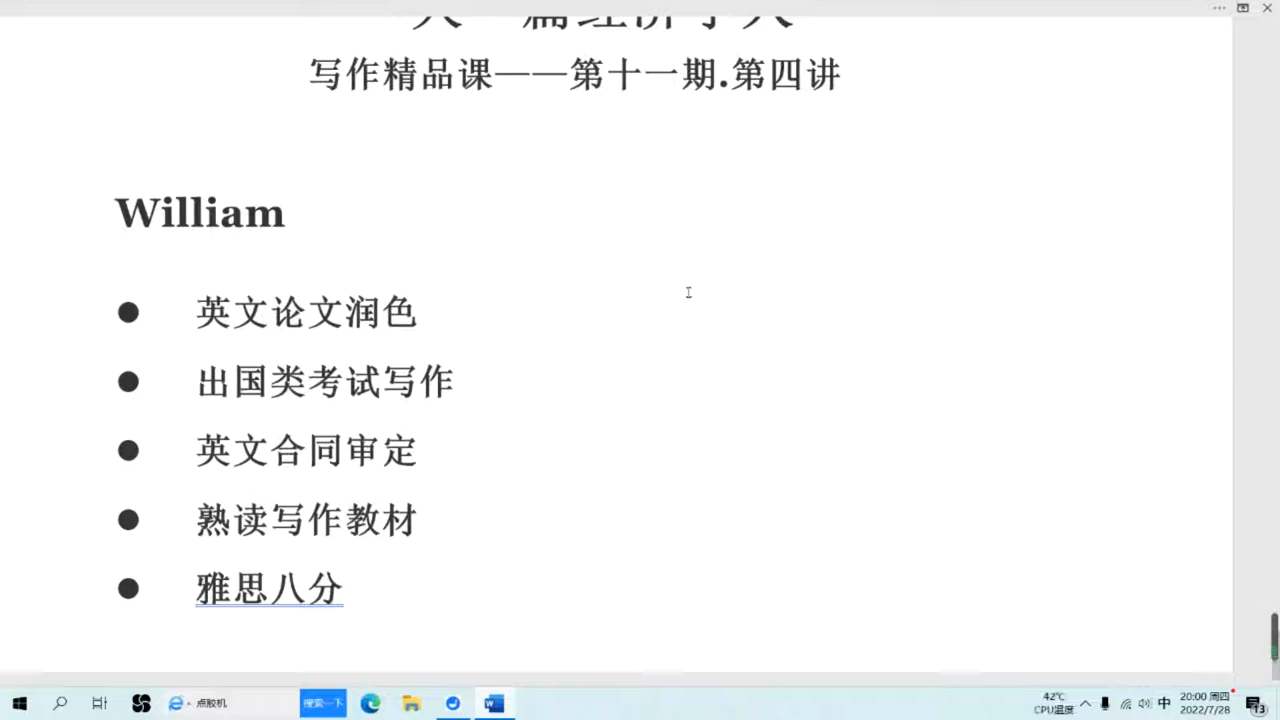 写作精品课——第十一期.第四讲
William
● 英文论文润色
● 出国类考试写作
● 英文合同审定
● 熟读写作教材
● 雅思八分
点胶机
搜索一下
42℃
CPU温度
中
20:00 周四
2022/7/28
13